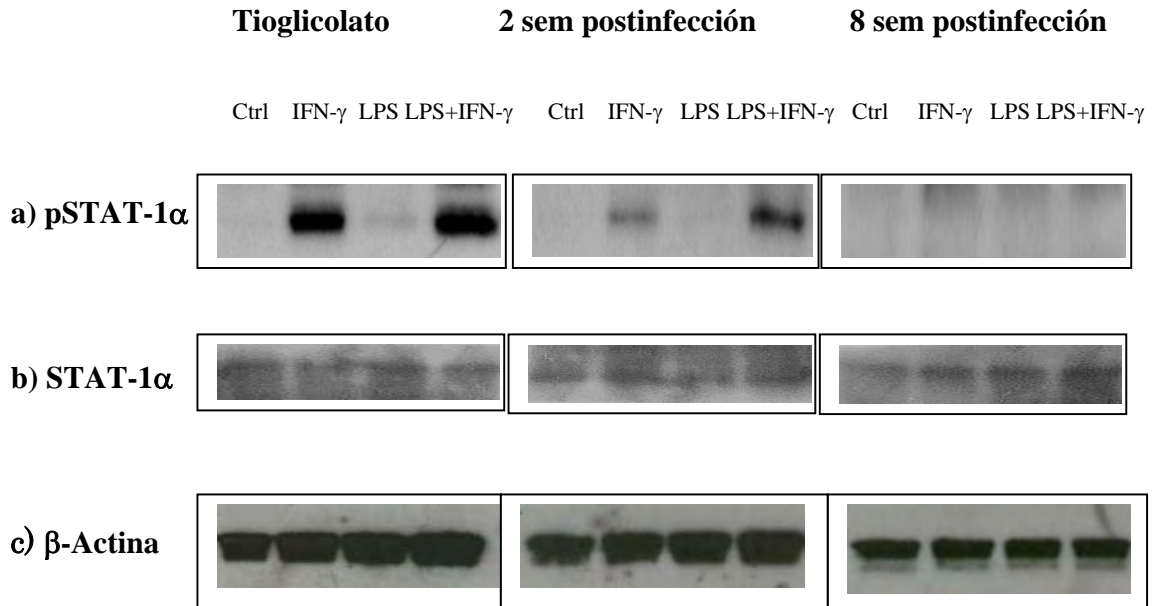 Tioglicolato 2 sem postinfección 8 sem postinfección
Ctrl IFN-γ LPS LPS+IFN-γ Ctrl IFN-γ LPS LPS+IFN-γ Ctrl IFN-γ LPS LPS+IFN-γ
a) pSTAT-1α
b) STAT-1α
c) β-Actina